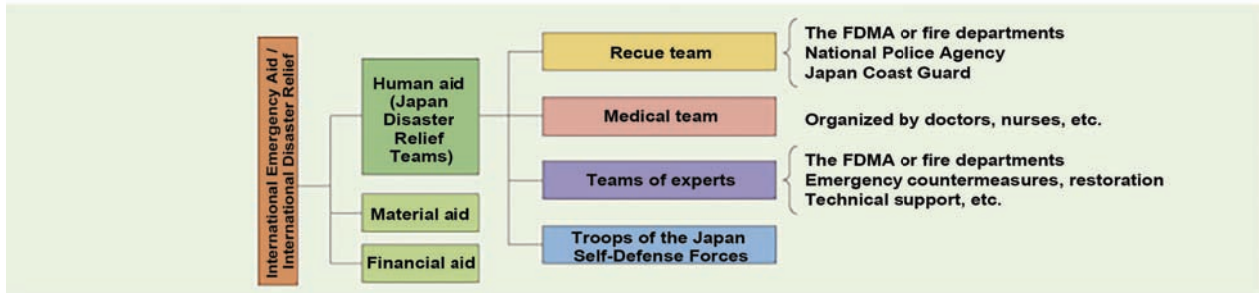 International Emergency Aid /
International Disaster Relief
Human aid
(Japan
Disaster
Relief
Teams)
Material aid
Financial aid
Recue team
The FDMA or fire departments
National Police Agency
Japan Coast Guard
Medical team
Organized by doctors, nurses, etc.
Teams of experts
The FDMA or fire departments
Emergency countermeasures, restoration
Technical support, etc.
Troops of the Japan
Self-Defense Forces